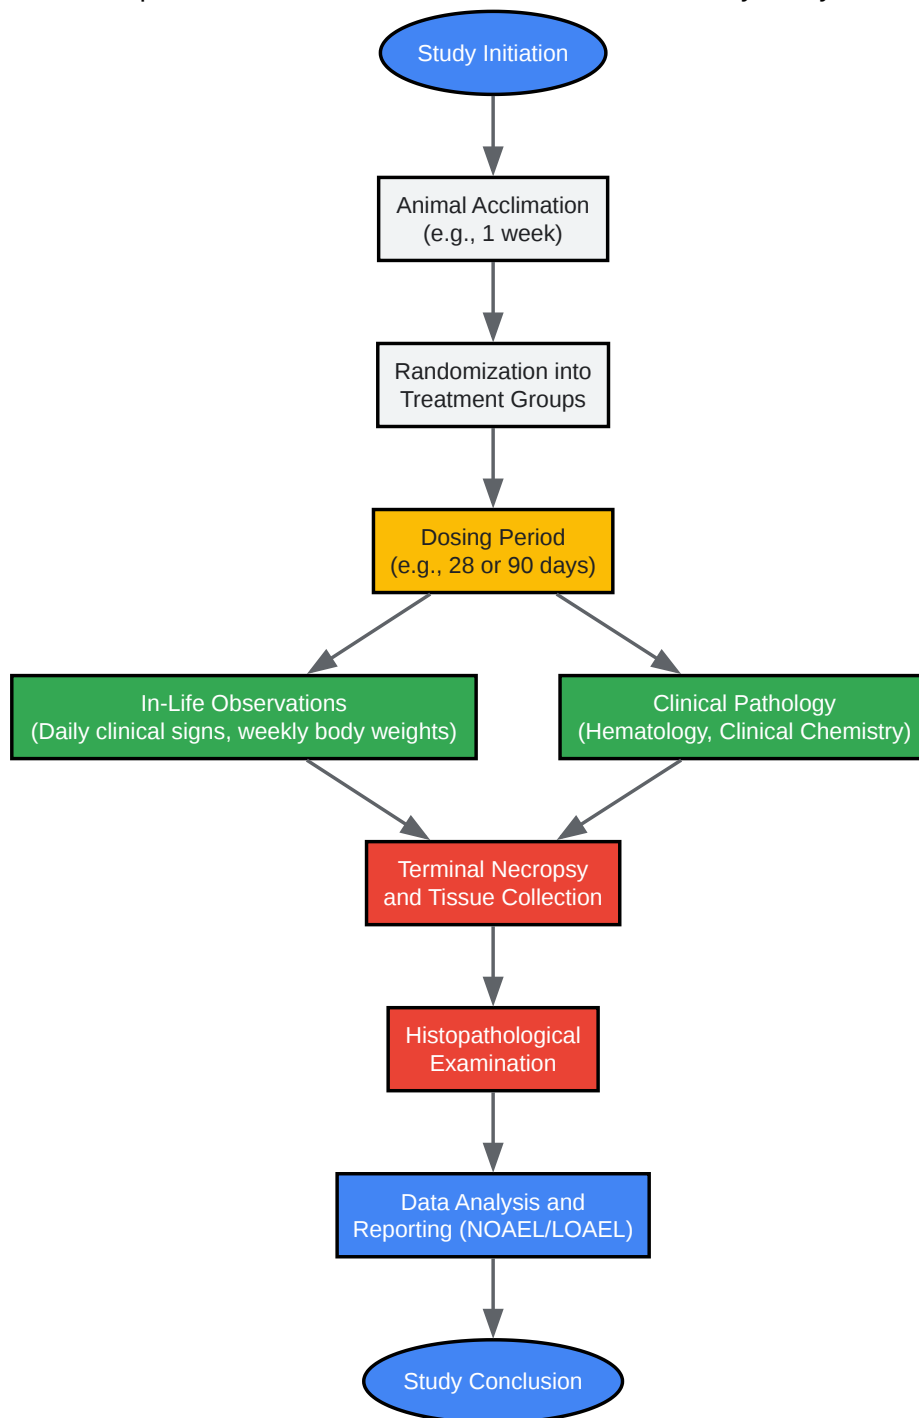 Study Initiation
Animal Acclimation
(e.g., 1 week)
Randomization into
Treatment Groups
Dosing Period
(e.g., 28 or 90 days)
In-Life Observations
(Daily clinical signs, weekly body weights)
Clinical Pathology
(Hematology, Clinical Chemistry)
Terminal Necropsy
and Tissue Collection
Histopathological
Examination
Data Analysis and
Reporting (NOAEL/LOAEL)
Study Conclusion